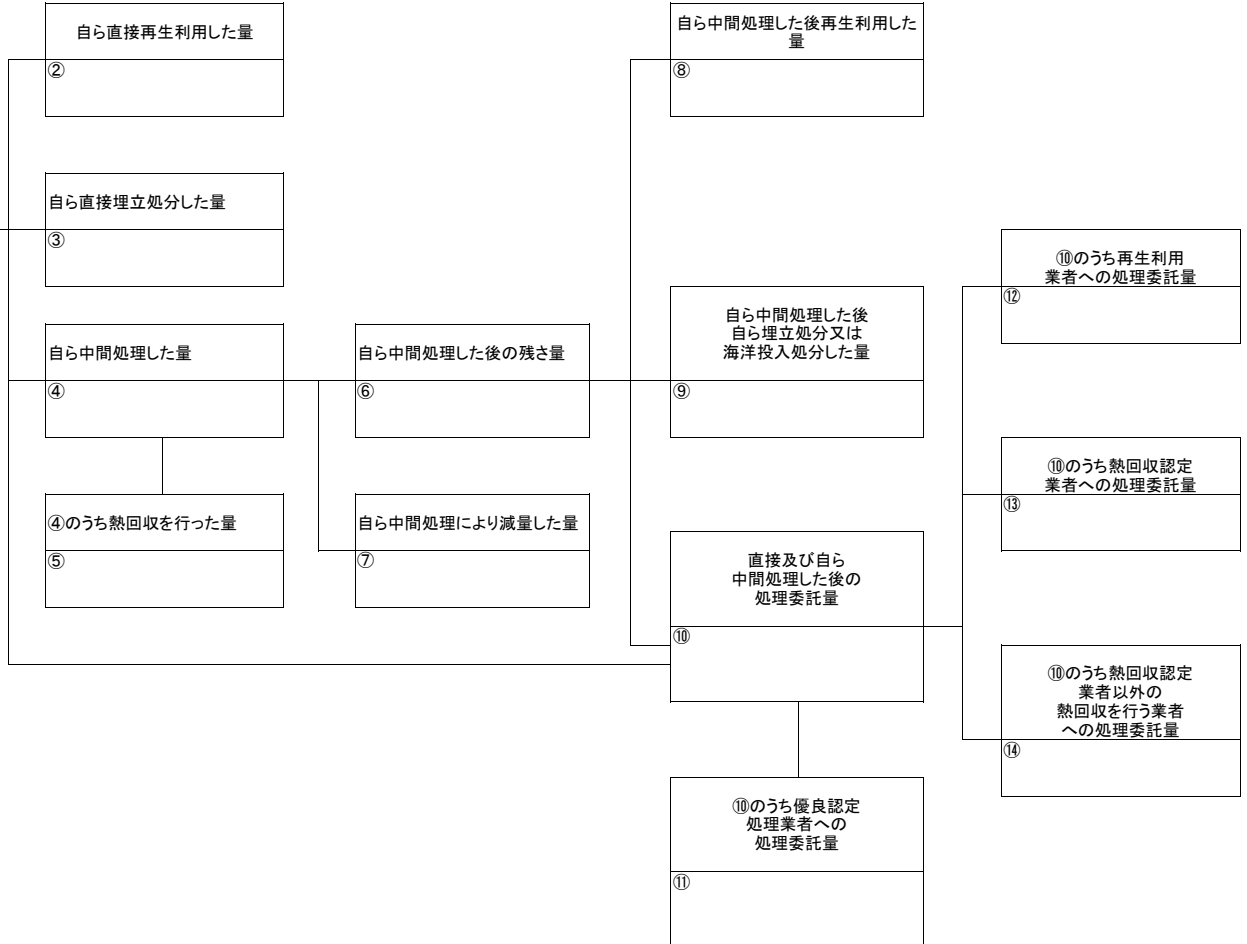 自ら直接再生利用した量
②
自ら直接埋立処分した量
③
自ら中間処理した量
④
④のうち熱回収を行った量
⑤
自ら中間処理した後の残さ量
⑥
自ら中間処理により減量した量
⑦
自ら中間処理した後再生利用した
量
⑧
自ら中間処理した後
自ら埋立処分又は
海洋投入処分した量
⑨
直接及び自ら
中間処理した後の
処理委託量
⑩
⑩のうち優良認定
処理業者への
処理委託量
⑪
⑩のうち再生利用
業者への処理委託量
⑫
⑩のうち熱回収認定
業者への処理委託量
⑬
⑩のうち熱回収認定
業者以外の
熱回収を行う業者
への処理委託量
⑭